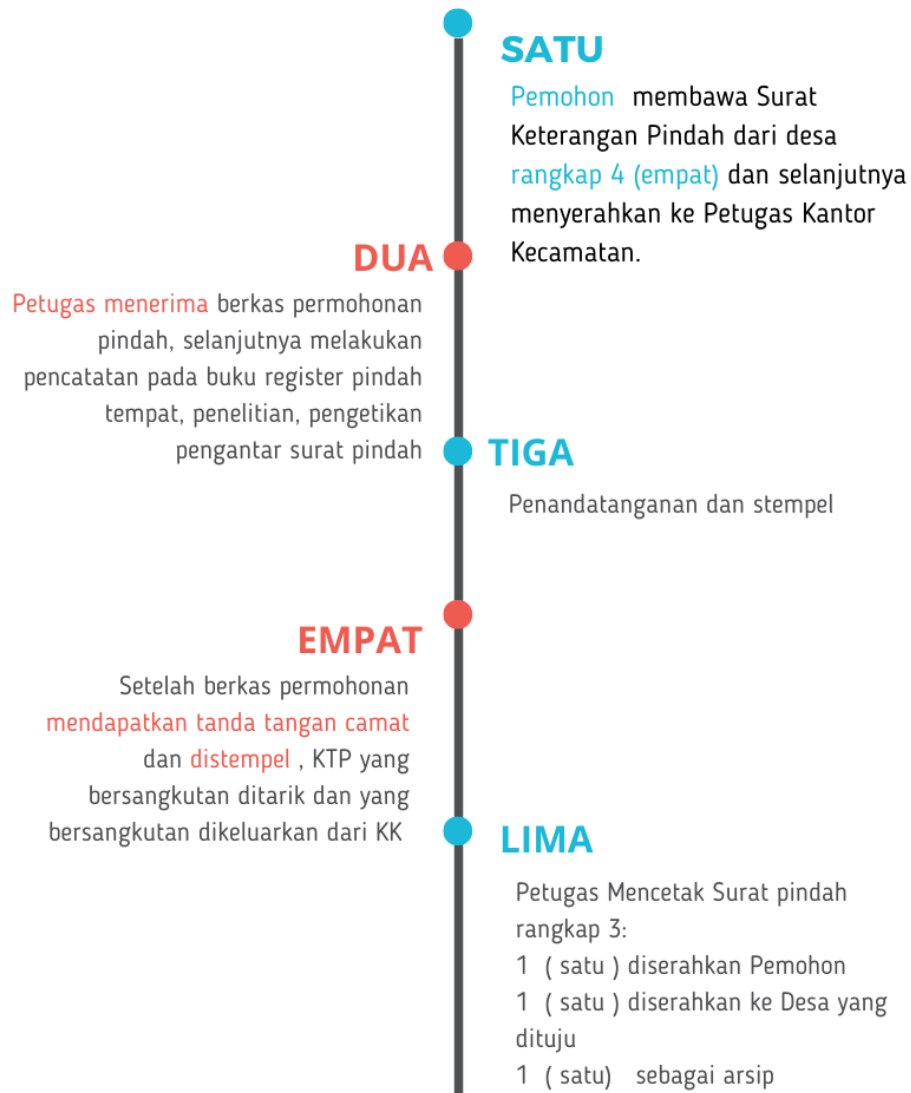 SATU
Pemohon membawa Surat
Keterangan Pindah dari desa
rangkap 4 (empat) dan selanjutnya
menyerahkan ke Petugas Kantor
Kecamatan.
DUA
Petugas menerima berkas permohonan
pindah, selanjutnya melakukan
pencatatan pada buku register pindah
tempat, penelitian, pengetikan
pengantar surat pindah
TIGA
Penandatanganan dan stempel
EMPAT
Setelah berkas permohonan
mendapatkan tanda tangan camat
dan distempel , KTP yang
bersangkutan ditarik dan yang
bersangkutan dikeluarkan dari KK
LIMA
Petugas Mencetak Surat pindah
rangkap 3:
1 ( satu ) diserahkan Pemohon
1 ( satu ) diserahkan ke Desa yang
dituju
1 ( satu) sebagai arsip